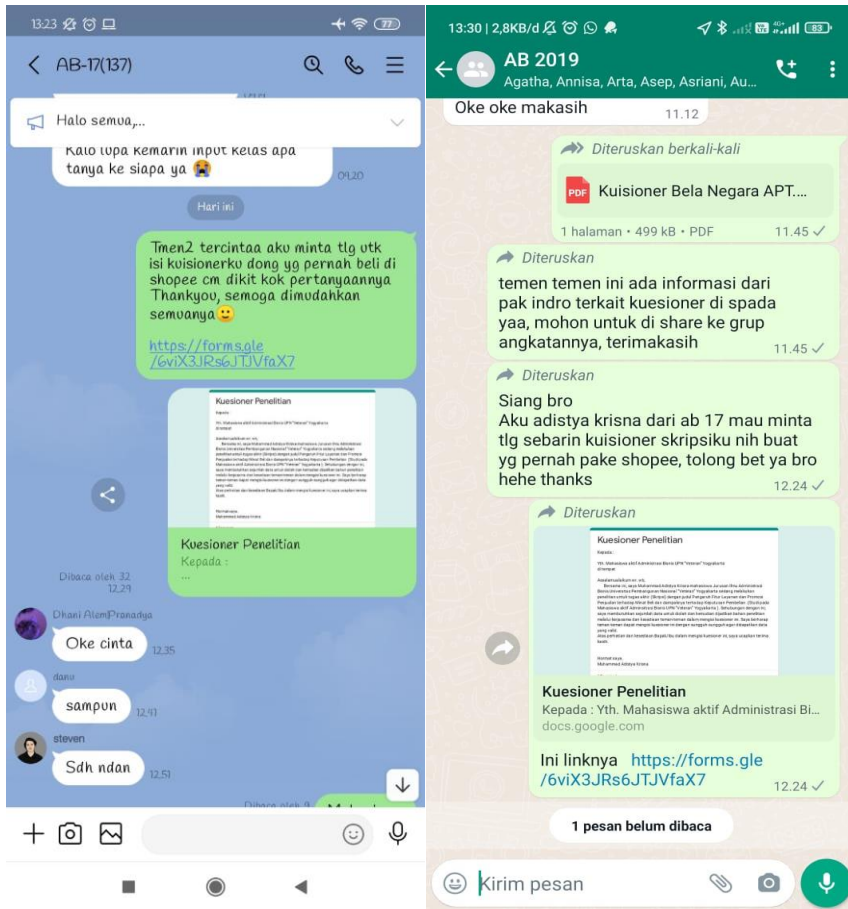 13:23
77
AB-17(137)
Halo semua,...
Kalo lupa kemarin input kelas apa
tanya ke siapa ya 😭
09.20
Hari ini
Tmen2 tercintaa aku minta tlg utk
isi kuisionerku dong yg pernah beli di
shopee cm dikit kok pertanyaannya
Thankyou, semoga dimudahkan
semuanya🙂
https://forms.gle
/6viX3JRs6JTJVfaX7
Kuesioner Penelitian
Kuesioner Penelitian
Kepada :
...
Dibaca oleh 32
12.29
Dhani Alem|Pranadya
Oke cinta
12.35
danu
sampun
12.41
steven
Sdh ndan
12.51
Dibaca oleh 9
13:30 | 2,8KB/d
4G+
83
AB 2019
Agatha, Annisa, Arta, Asep, Asriani, Au...
Oke oke makasih
11.12
Diteruskan berkali-kali
PDF
Kuisioner Bela Negara APT....
1 halaman • 499 kB • PDF
11.45
Diteruskan
temen temen ini ada informasi dari
pak indro terkait kuesioner di spada
yaa, mohon untuk di share ke grup
angkatannya, terimakasih
11.45
Diteruskan
Siang bro
Aku adistya krisna dari ab 17 mau minta
tlg sebarin kuisioner skripsiku nih buat
yg pernah pake shopee, tolong bet ya bro
hehe thanks
12.24
Diteruskan
Kuesioner Penelitian
Kuesioner Penelitian
Kepada : Yth. Mahasiswa aktif Administrasi Bi...
docs.google.com
Ini linknya https://forms.gle
/6viX3JRs6JTJVfaX7
12.24
1 pesan belum dibaca
Kirim pesan